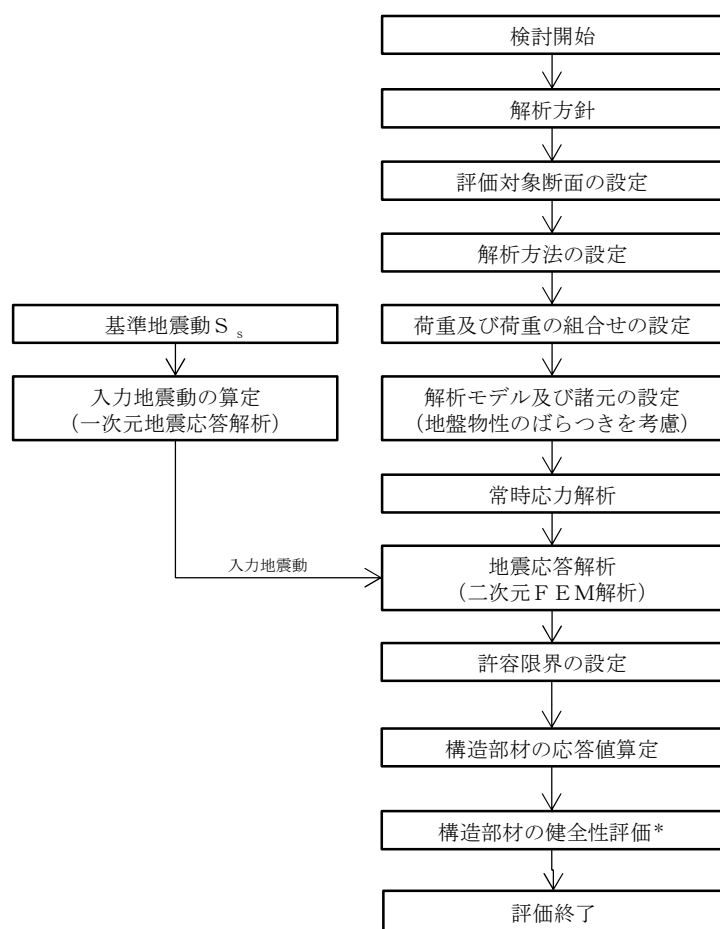 検討開始
解析方針
評価対象断面の設定
解析方法の設定
基準地震動Ｓｓ
荷重及び荷重の組合せの設定
入力地震動の算定
（一次元地震応答解析）
解析モデル及び諸元の設定
（地盤物性のばらつきを考慮）
常時応力解析
入力地震動
地震応答解析
（二次元ＦＥＭ解析）
許容限界の設定
構造部材の応答値算定
構造部材の健全性評価*
評価終了